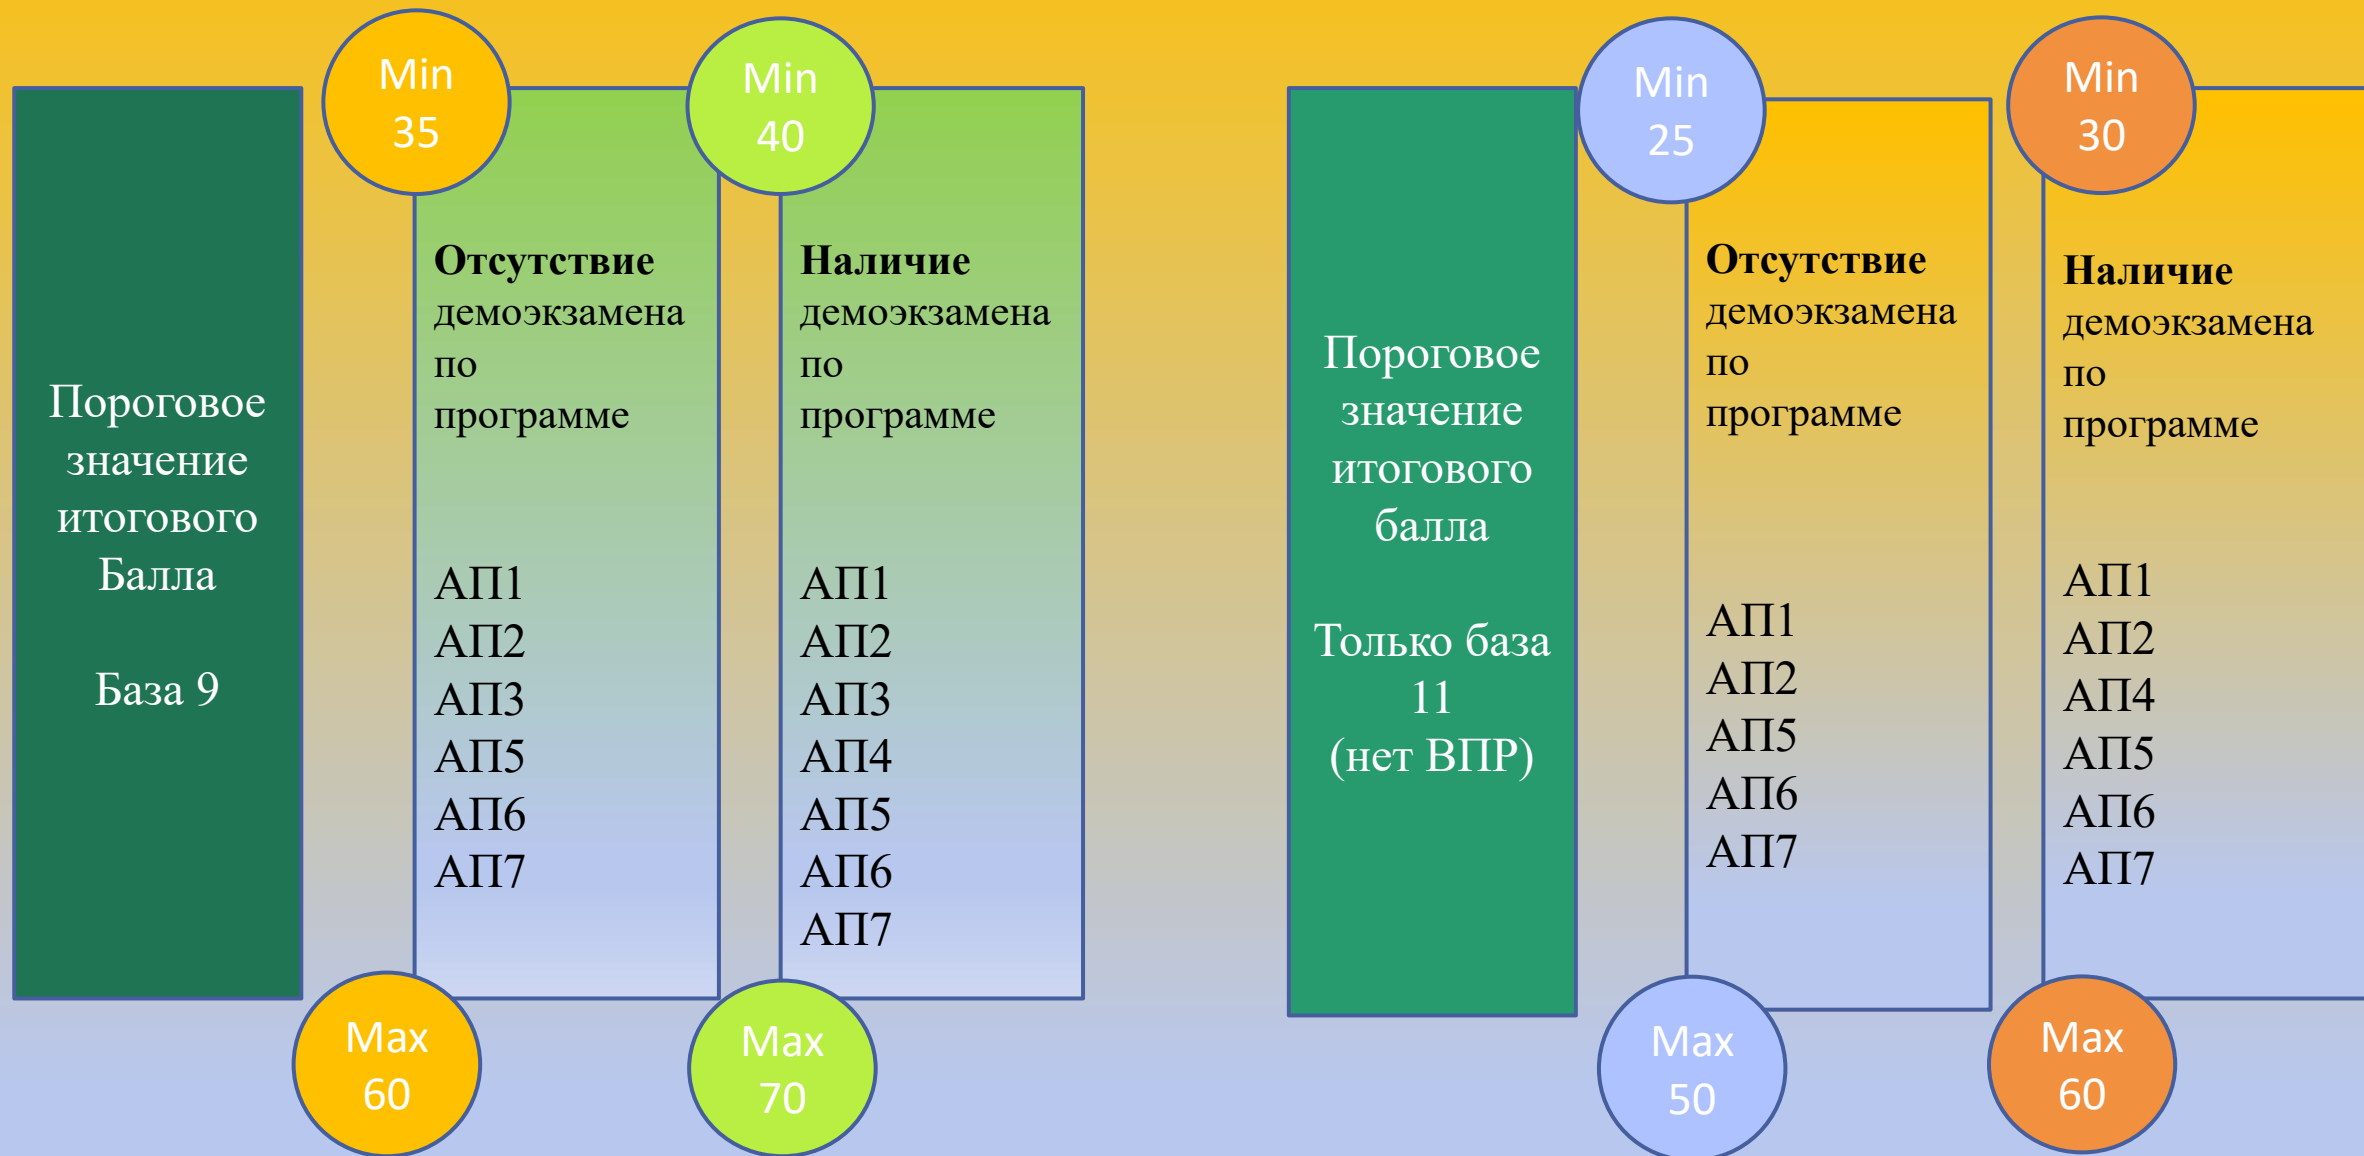 Пороговое
значение
итогового
Балла
База 9
Min
35
Отсутствие
демоэкзамена
по
программе
АП1
АП2
АП3
АП5
АП6
АП7
Max
60
Min
40
Наличие
демоэкзамена
по
программе
АП1
АП2
АП3
АП4
АП5
АП6
АП7
Max
70
Пороговое
значение
итогового
балла
Только база
11
(нет ВПР)
Min
25
Отсутствие
демоэкзамена
по
программе
АП1
АП2
АП5
АП6
АП7
Max
50
Min
30
Наличие
демоэкзамена
по
программе
АП1
АП2
АП4
АП5
АП6
АП7
Max
60